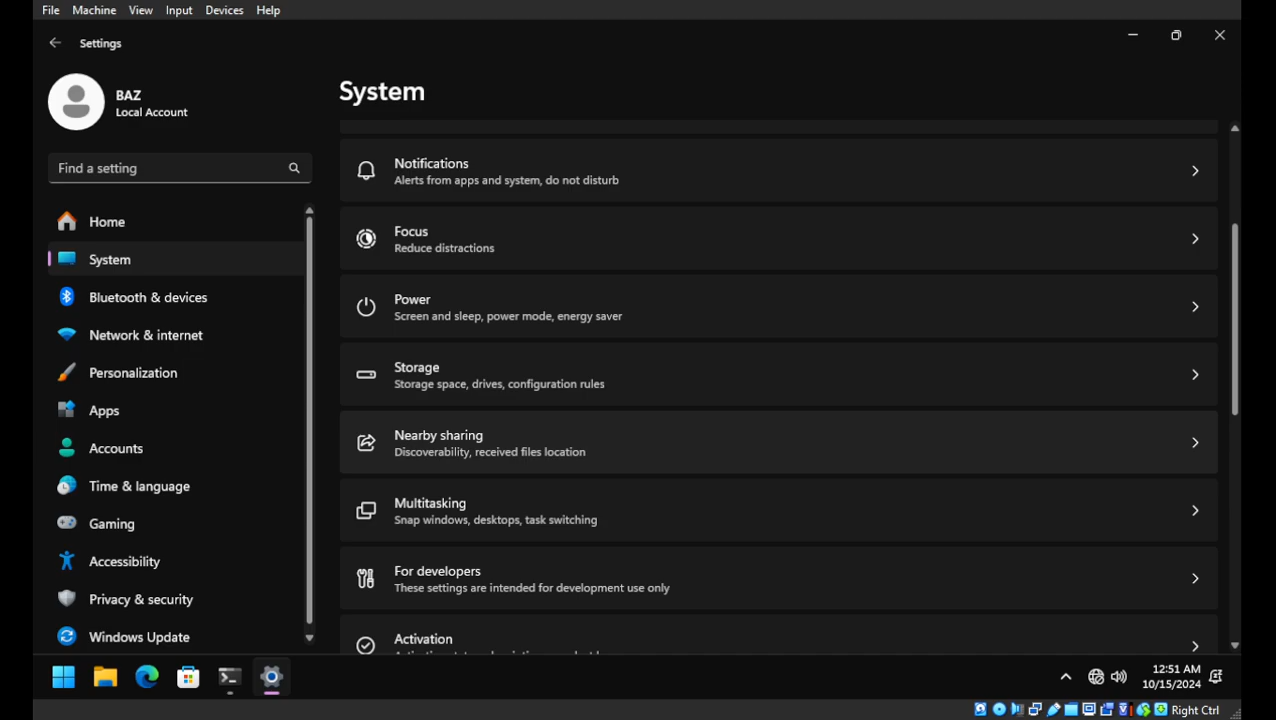 File Machine View Input Devices Help
Settings
BAZ
Local Account
System
Find a setting
Home
System
Bluetooth & devices
Network & internet
Personalization
Apps
Accounts
Time & language
Gaming
Accessibility
Privacy & security
Windows Update
Notifications
Alerts from apps and system, do not disturb
Focus
Reduce distractions
Power
Screen and sleep, power mode, energy saver
Storage
Storage space, drives, configuration rules
Nearby sharing
Discoverability, received files location
Multitasking
Snap windows, desktops, task switching
For developers
These settings are intended for development use only
Activation
12:51 AM
10/15/2024
Right Ctrl